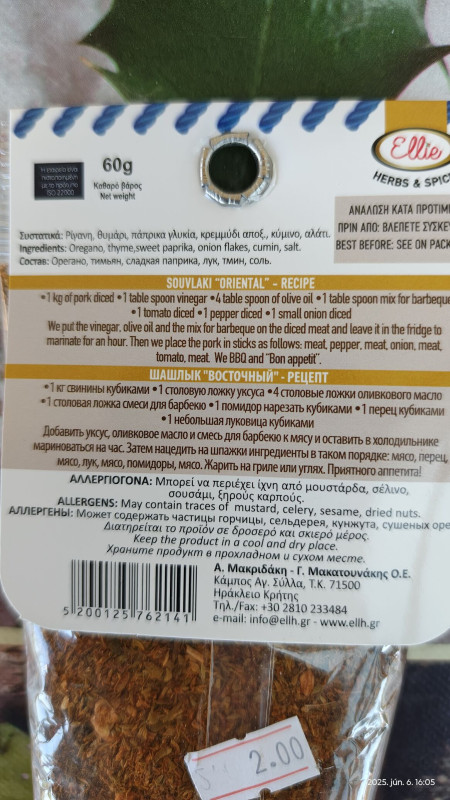 Ellie
HERBS & SPIC
60g
Καθαρό βάρος
Net weight
ISO 22000
ΑΝΑΛΩΣΗ ΚΑΤΑ ΠΡΟΤΙΜ
ΠΡΙΝ ΑΠΟ: ΒΛΕΠΕΤΕ ΣΥΣΚΕ
BEST BEFORE: SEE ON PACK
Συστατικά: Ρίγανη, θυμάρι, πάπρικα γλυκία, κρεμμύδι αποξ., κύμινο, αλάτι.
Ingredients: Oregano, thyme,sweet paprika, onion flakes, cumin, salt.
Состав: Орегано, тимьян, сладкая паприка, лук, тмин, соль.
SOUVLAKI "ORIENTAL" - RECIPE
•1 kg of pork diced •1 table spoon vinegar •4 table spoon of olive oil •1 table spoon mix for barbeque
•1 tomato diced •1 pepper diced •1 small onion diced
We put the vinegar, olive oil and the mix for barbeque on the diced meat and leave it in the fridge to
marinate for an hour. Then we place the pork in sticks as follows: meat, pepper, meat, onion, meat,
tomato, meat. We BBQ and "Bon appetit".
ШАШЛЫК "ВОСТОЧНЫЙ" - РЕЦЕПТ
•1 кг свинины кубиками •1 столовую ложку уксуса •4 столовые ложки оливкового масло
•1 столовая ложка смеси для барбекю •1 помидор нарезать кубиками •1 перец кубиками
•1 небольшая луковица кубиками
Добавить уксус, оливковое масло и смесь для барбекю к мясу и оставить в холодильнике
мариноваться на час. Затем нацедить на шпажки ингредиенты в таком порядке: мясо, перец,
мясо, лук, мясо, помидоры, мясо. Жарить на гриле или углях. Приятного аппетита!
ΑΛΛΕΡΓΙΟΓΟΝΑ: Μπορεί να περιέχει ίχνη από μουστάρδα, σέλινο,
σουσάμι, ξηρούς καρπούς.
ALLERGENS: May contain traces of mustard, celery, sesame, dried nuts.
АЛЛЕРГЕНЫ: Может содержать частицы горчицы, сельдерея, кунжута, сушеных оре
Διατηρείται το προϊόν σε δροσερό και σκιερό μέρος.
Keep the product in a cool and dry place.
Храните продукт в прохладном и сухом месте.
Α. Μακριδάκη - Γ. Μακατουνάκης Ο.Ε.
Κάμπος Αγ. Σύλλα, Τ.Κ. 71500
Ηράκλειο Κρήτης
Τηλ./Fax: +30 2810 233484
e-mail: info@ellh.gr - www.ellh.gr
5 200125 762141
2.00
2025. jún. 6. 16:05